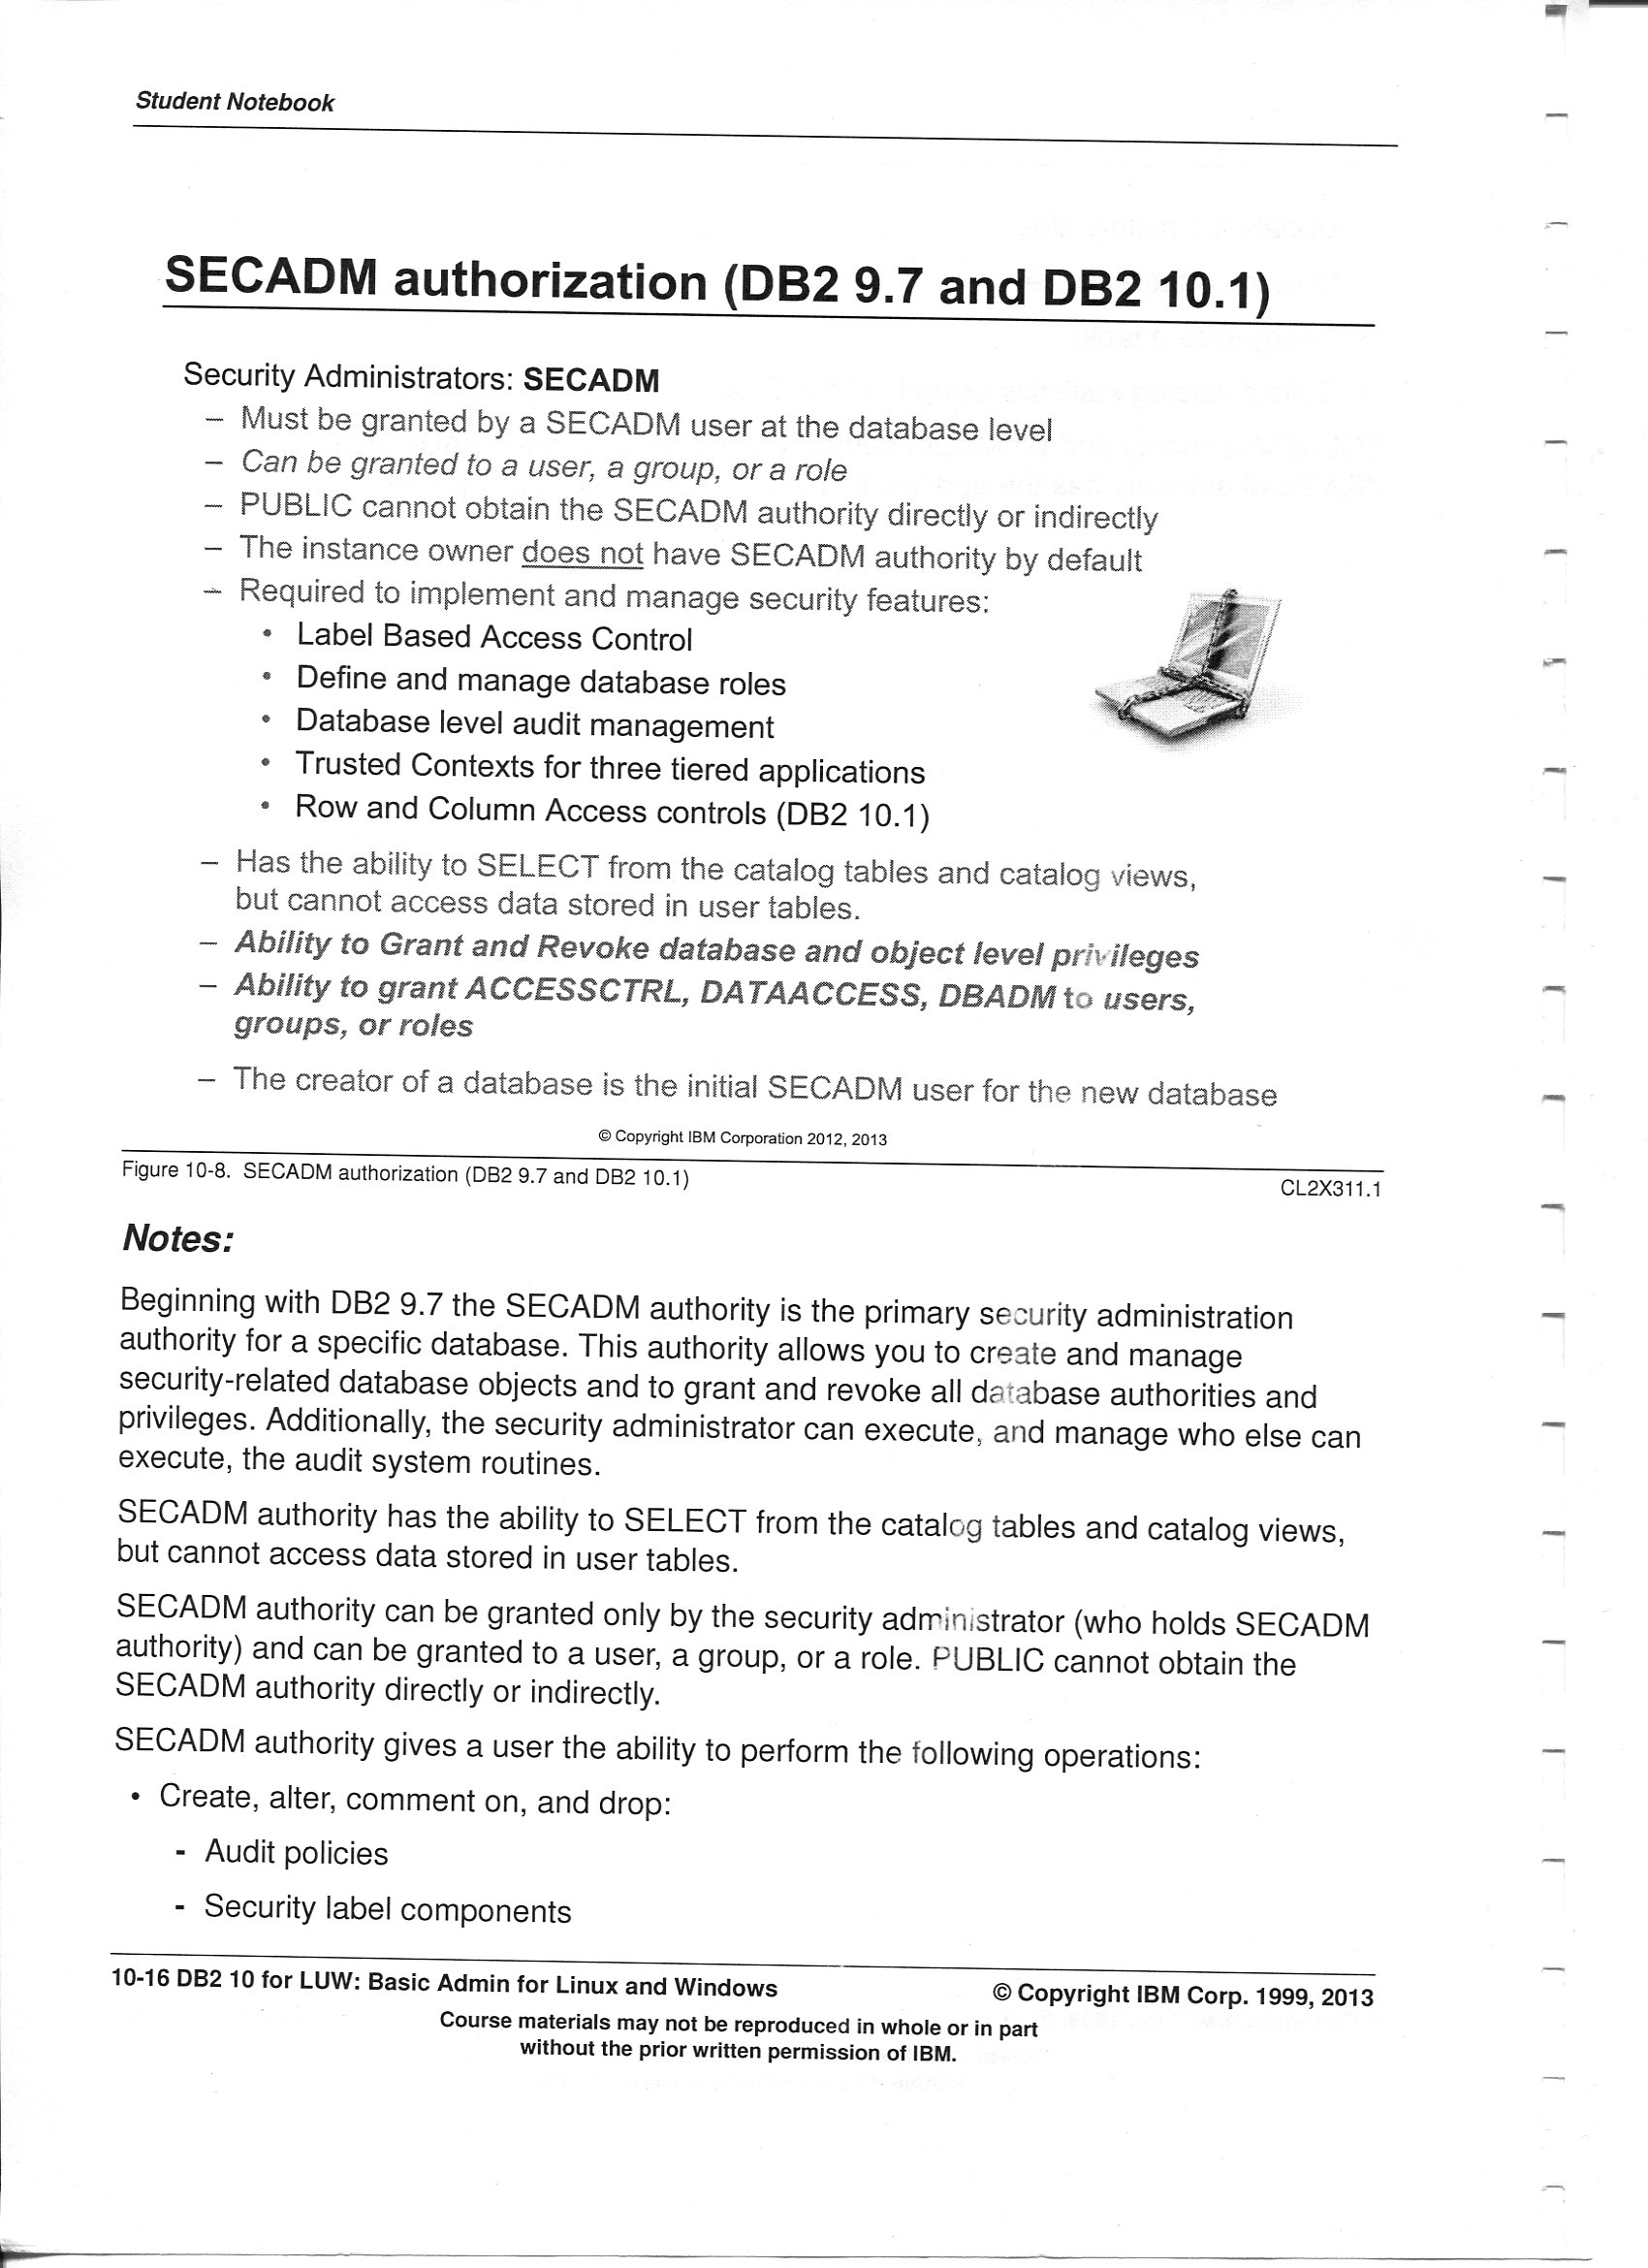 Student Notebook
SECADM authorization (DB2 9.7 and DB2 10.1)
Security Administrators: SECADM
– Must be granted by a SECADM user at the database level
– Can be granted to a user, a group, or a role
– PUBLIC cannot obtain the SECADM authority directly or indirectly
– The instance owner does not have SECADM authority by default
– Required to implement and manage security features:
• Label Based Access Control
• Define and manage database roles
• Database level audit management
• Trusted Contexts for three tiered applications
• Row and Column Access controls (DB2 10.1)
– Has the ability to SELECT from the catalog tables and catalog views,
but cannot access data stored in user tables.
– Ability to Grant and Revoke database and object level privileges
– Ability to grant ACCESSCTRL, DATAACCESS, DBADM to users,
groups, or roles
– The creator of a database is the initial SECADM user for the new database
© Copyright IBM Corporation 2012, 2013
Figure 10-8. SECADM authorization (DB2 9.7 and DB2 10.1)
CL2X311.1
Notes:
Beginning with DB2 9.7 the SECADM authority is the primary security administration
authority for a specific database. This authority allows you to create and manage
security-related database objects and to grant and revoke all database authorities and
privileges. Additionally, the security administrator can execute, and manage who else can
execute, the audit system routines.
SECADM authority has the ability to SELECT from the catalog tables and catalog views,
but cannot access data stored in user tables.
SECADM authority can be granted only by the security administrator (who holds SECADM
authority) and can be granted to a user, a group, or a role. PUBLIC cannot obtain the
SECADM authority directly or indirectly.
SECADM authority gives a user the ability to perform the following operations:
• Create, alter, comment on, and drop:
- Audit policies
- Security label components
10-16 DB2 10 for LUW: Basic Admin for Linux and Windows
© Copyright IBM Corp. 1999, 2013
Course materials may not be reproduced in whole or in part
without the prior written permission of IBM.